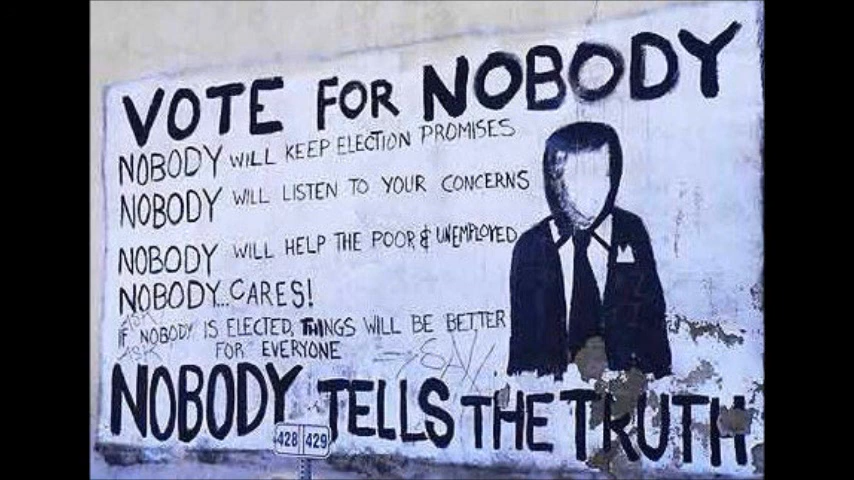 VOTE FOR NOBODY
NOBODY WILL KEEP ELECTION PROMISES
NOBODY WILL LISTEN TO YOUR CONCERNS
NOBODY WILL HELP THE POOR & UNEMPLOYED
NOBODY...CARES!
IF NOBODY IS ELECTED, THINGS WILL BE BETTER
FOR EVERYONE
NOBODY TELLS THE TRUTH
428 429